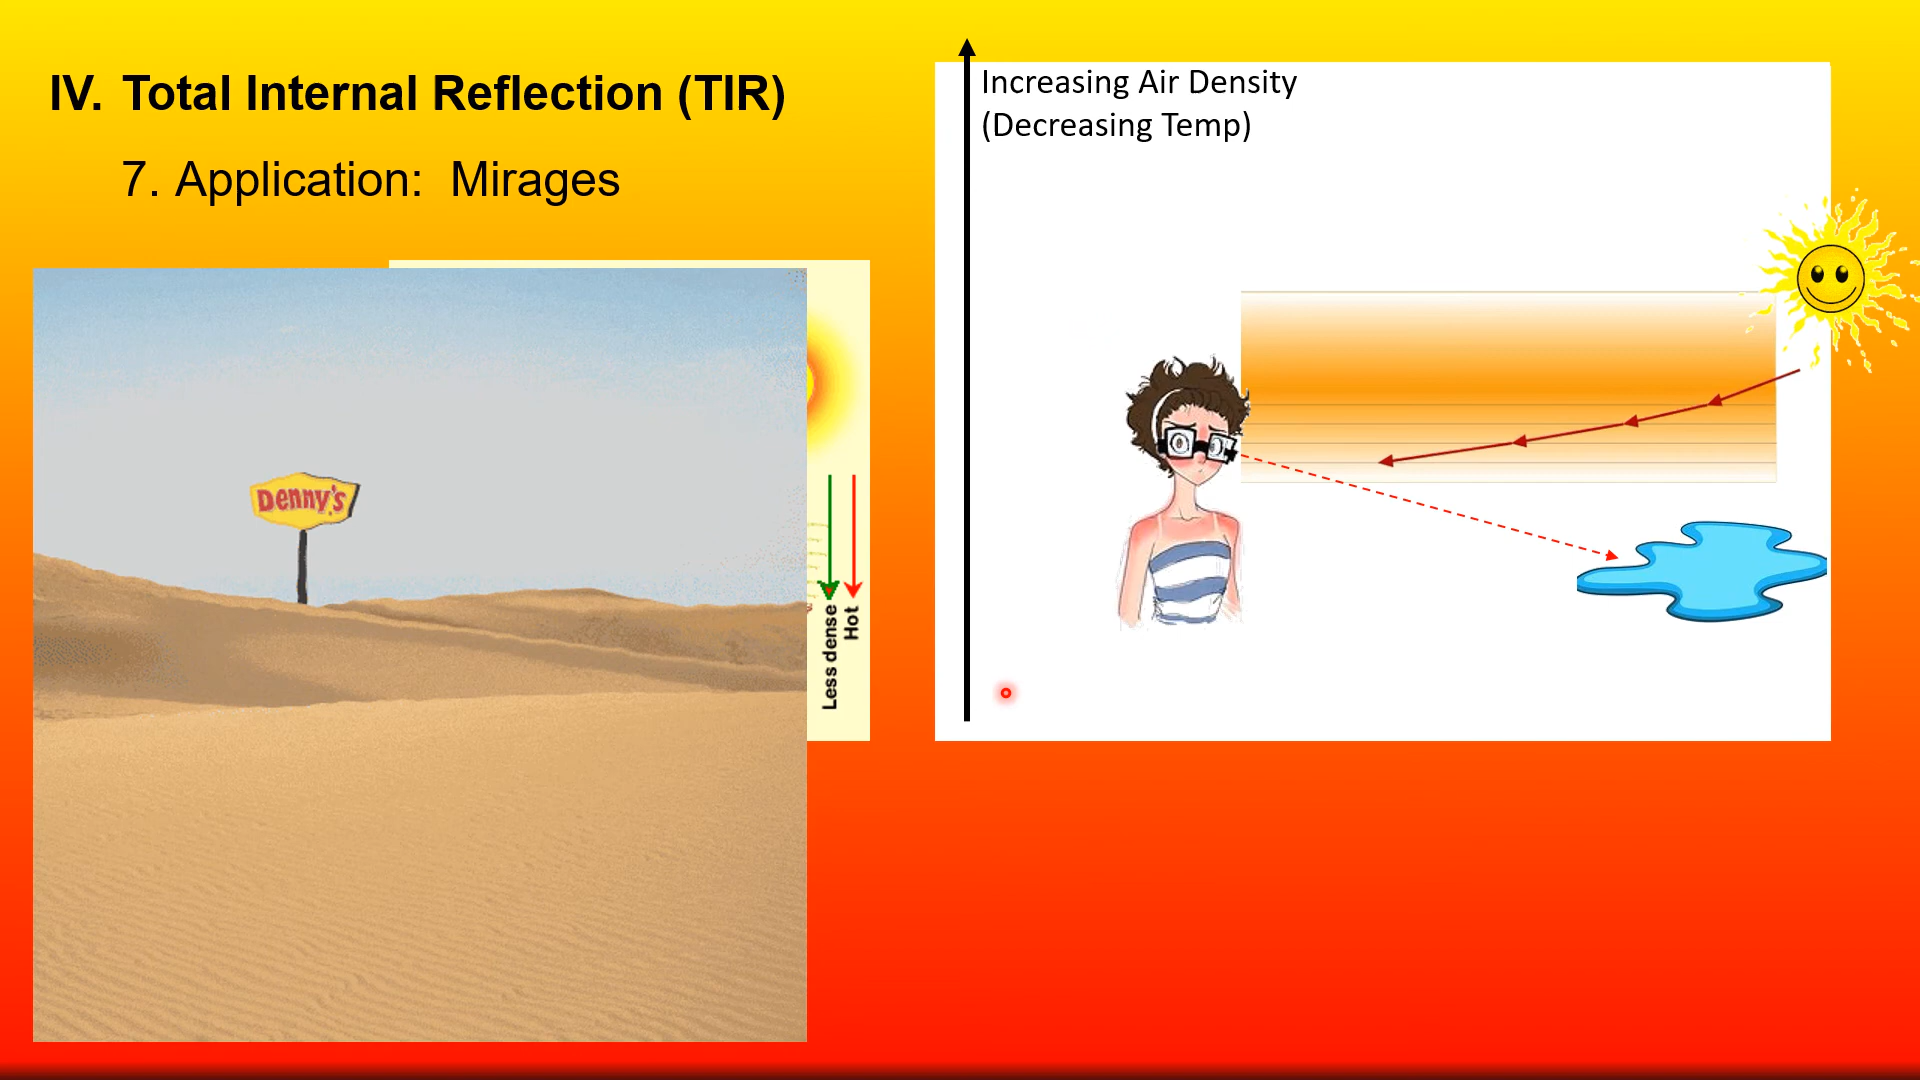 IV. Total Internal Reflection (TIR)
7. Application: Mirages
Denny's
Less dense
Hot
Increasing Air Density
(Decreasing Temp)